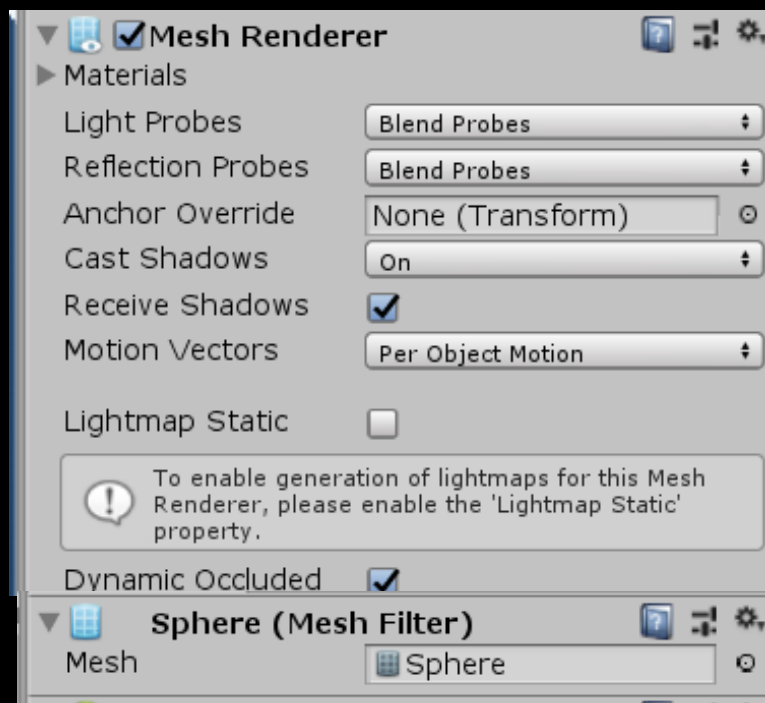 Mesh Renderer
Materials
Light Probes Blend Probes
Reflection Probes Blend Probes
Anchor Override None (Transform)
Cast Shadows On
Receive Shadows
Motion Vectors Per Object Motion
Lightmap Static
To enable generation of lightmaps for this Mesh
Renderer, please enable the 'Lightmap Static'
property.
Dynamic Occluded
Sphere (Mesh Filter)
Mesh Sphere